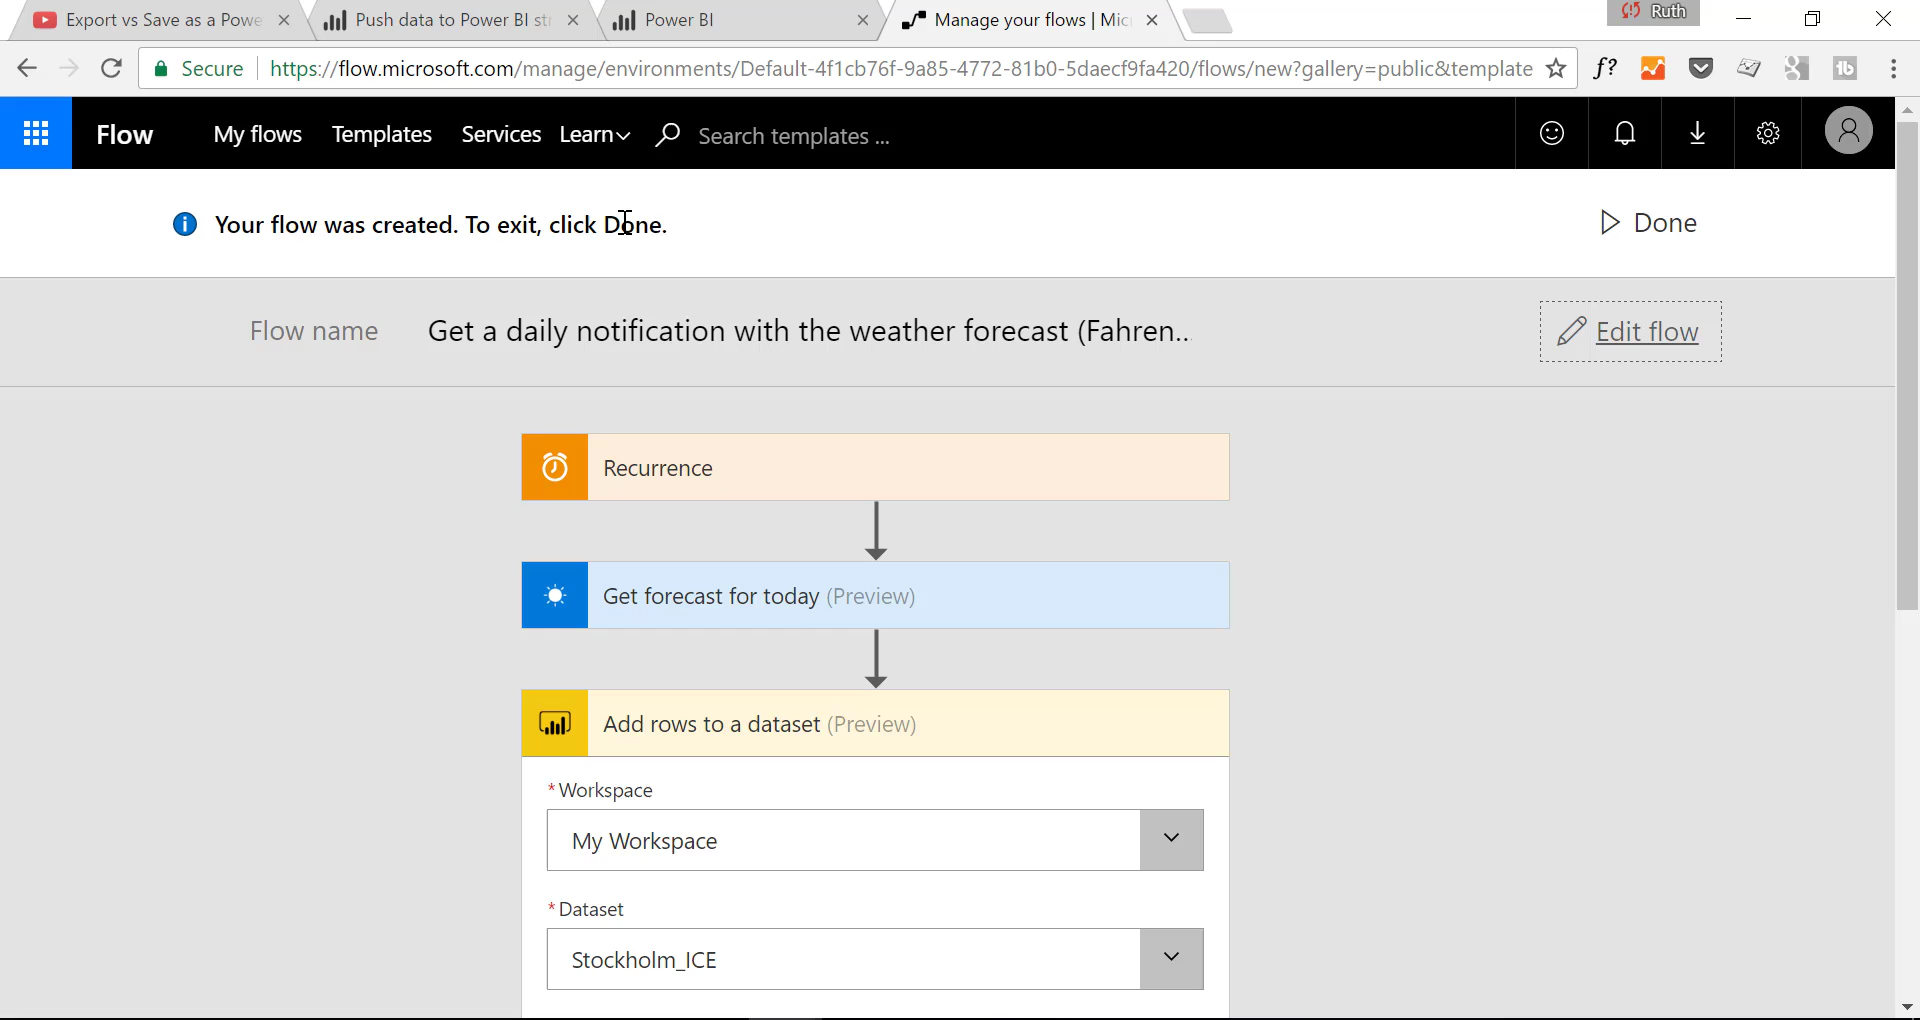 Export vs Save as a Powe
Push data to Power BI st
Power BI
Manage your flows | Mic
Ruth
Secure
https://flow.microsoft.com/manage/environments/Default-4f1cb76f-9a85-4772-81b0-5daecf9fa420/flows/new?gallery=public&template
f?
Flow
My flows
Templates
Services
Learn
Search templates ...
Your flow was created. To exit, click Done.
Done
Flow name
Get a daily notification with the weather forecast (Fahren..
Edit flow
Recurrence
Get forecast for today (Preview)
Add rows to a dataset (Preview)
* Workspace
My Workspace
* Dataset
Stockholm_ICE